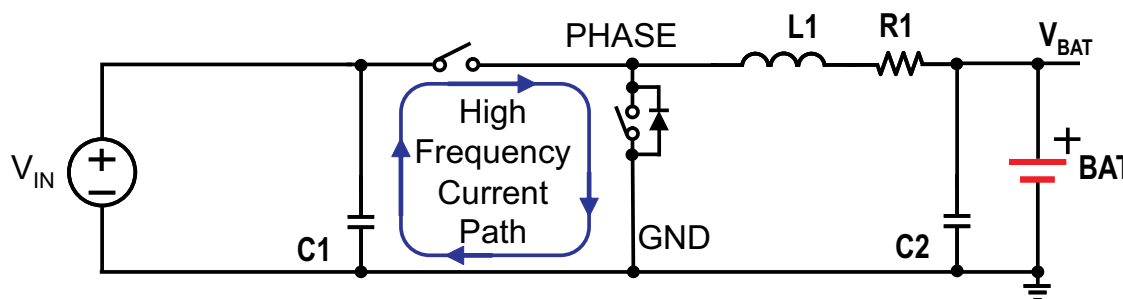 PHASE
L1
R1
VBAT
High
Frequency
Current
Path
VIN
+
BAT
C1
GND
C2